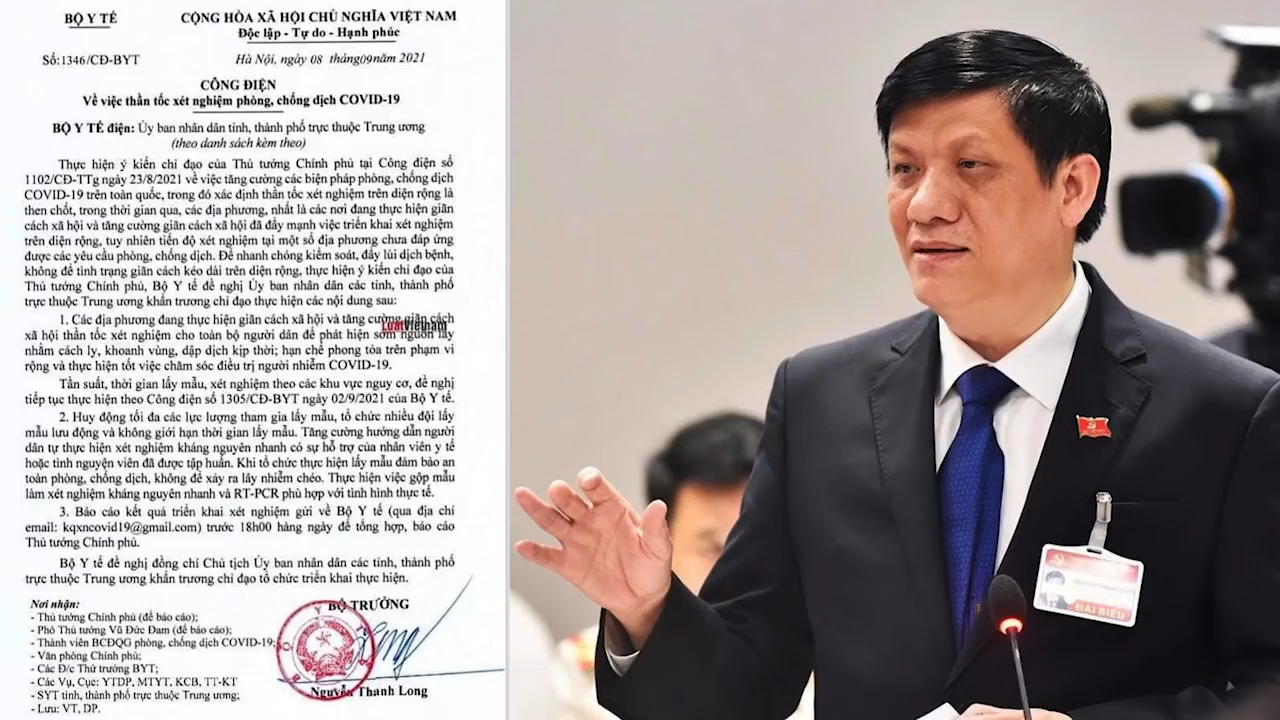 BỘ Y TẾ
CỘNG HÒA XÃ HỘI CHỦ NGHĨA VIỆT NAM
Độc lập - Tự do - Hạnh phúc
Số:1346/CĐ-BYT
Hà Nội, ngày 08 tháng09năm 2021
CÔNG ĐIỆN
Về việc thần tốc xét nghiệm phòng, chống dịch COVID-19
BỘ Y TẾ điện: Ủy ban nhân dân tỉnh, thành phố trực thuộc Trung ương
(theo danh sách kèm theo)
Thực hiện ý kiến chỉ đạo của Thủ tướng Chính phủ tại Công điện số
1102/CĐ-TTg ngày 23/8/2021 về việc tăng cường các biện pháp phòng, chống dịch
COVID-19 trên toàn quốc, trong đó xác định thần tốc xét nghiệm trên diện rộng là
then chốt, trong thời gian qua, các địa phương, nhất là các nơi đang thực hiện giãn
cách xã hội và tăng cường giãn cách xã hội đã đẩy mạnh việc triển khai xét nghiệm
trên diện rộng, tuy nhiên tiến độ xét nghiệm tại một số địa phương chưa đáp ứng
được các yêu cầu phòng, chống dịch. Để nhanh chóng kiểm soát, đẩy lùi dịch bệnh,
không để tình trạng giãn cách kéo dài trên diện rộng, thực hiện ý kiến chỉ đạo của
Thủ tướng Chính phủ, Bộ Y tế đề nghị Ủy ban nhân dân các tỉnh, thành phố
trực thuộc Trung ương khẩn trương chỉ đạo thực hiện các nội dung sau:
1. Các địa phương đang thực hiện giãn cách xã hội và tăng cường giãn cách
LuatVietnam
xã hội thần tốc xét nghiệm cho toàn bộ người dân để phát hiện sớm nguồn lây
nhằm cách ly, khoanh vùng, dập dịch kịp thời; hạn chế phong tỏa trên phạm vi
rộng và thực hiện tốt việc chăm sóc điều trị người nhiễm COVID-19.
Tần suất, thời gian lấy mẫu, xét nghiệm theo các khu vực nguy cơ, đề nghị
tiếp tục thực hiện theo Công điện số 1305/CĐ-BYT ngày 02/9/2021 của Bộ Y tế.
2. Huy động tối đa các lực lượng tham gia lấy mẫu, tổ chức nhiều đội lấy
mẫu lưu động và không giới hạn thời gian lấy mẫu. Tăng cường hướng dẫn người
dân tự thực hiện xét nghiệm kháng nguyên nhanh có sự hỗ trợ của nhân viên y tế
hoặc tình nguyện viên đã được tập huấn. Khi tổ chức thực hiện lấy mẫu đảm bảo an
toàn phòng, chống dịch, không để xảy ra lây nhiễm chéo. Thực hiện việc gộp mẫu
làm xét nghiệm kháng nguyên nhanh và RT-PCR phù hợp với tình hình thực tế.
3. Báo cáo kết quả triển khai xét nghiệm gửi về Bộ Y tế (qua địa chỉ
email: kqxncovid19@gmail.com) trước 18h00 hàng ngày để tổng hợp, báo cáo
Thủ tướng Chính phủ.
Bộ Y tế đề nghị đồng chí Chủ tịch Ủy ban nhân dân các tỉnh, thành phố
trực thuộc Trung ương khẩn trương chỉ đạo tổ chức triển khai thực hiện.
Nơi nhận:
- Thủ tướng Chính phủ (để báo cáo);
- Phó Thủ tướng Vũ Đức Đam (để báo cáo);
- Thành viên BCĐQG phòng, chống dịch COVID-19;
- Văn phòng Chính phủ;
- Các Đ/c Thứ trưởng BYT;
- Các Vụ, Cục: YTDP, MTYT, KCB, TT-KT
- SYT tỉnh, thành phố trực thuộc Trung ương;
- Lưu: VT, DP.
BỘ TRƯỞNG
Nguyễn Thanh Long
ĐẠI BIỂU